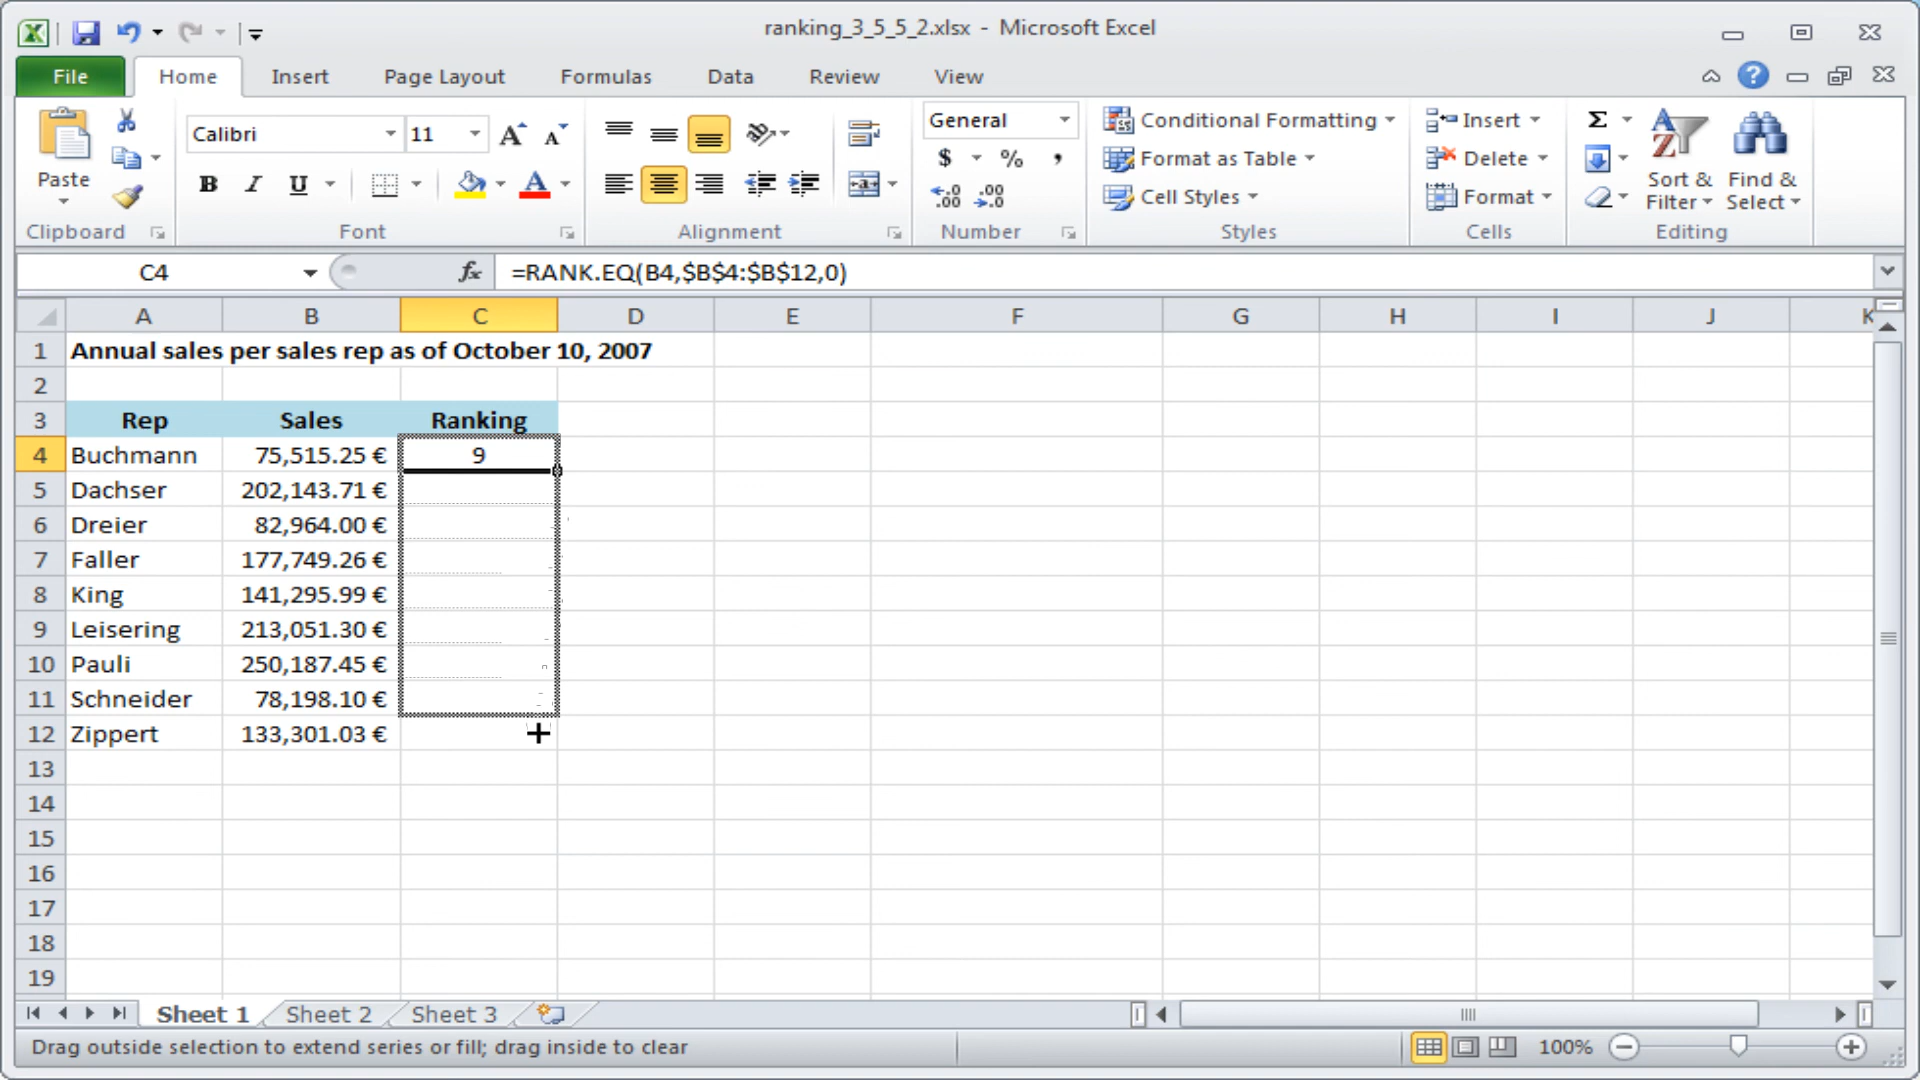 ranking_3_5_5_2.xlsx - Microsoft Excel
File Home Insert Page Layout Formulas Data Review View
Calibri 11 General Conditional Formatting Insert Σ
$ % , Format as Table Delete
Paste B I U A Cell Styles Format Sort & Filter Find & Select
Clipboard Font Alignment Number Styles Cells Editing
C4 fx =RANK.EQ(B4,$B$4:$B$12,0)
A B C D E F G H I J K
1 Annual sales per sales rep as of October 10, 2007
2
3 Rep Sales Ranking
4 Buchmann 75,515.25 € 9
5 Dachser 202,143.71 €
6 Dreier 82,964.00 €
7 Faller 177,749.26 €
8 King 141,295.99 €
9 Leisering 213,051.30 €
10 Pauli 250,187.45 €
11 Schneider 78,198.10 €
12 Zippert 133,301.03 €
13
14
15
16
17
18
19
Sheet 1 Sheet 2 Sheet 3
Drag outside selection to extend series or fill; drag inside to clear 100%